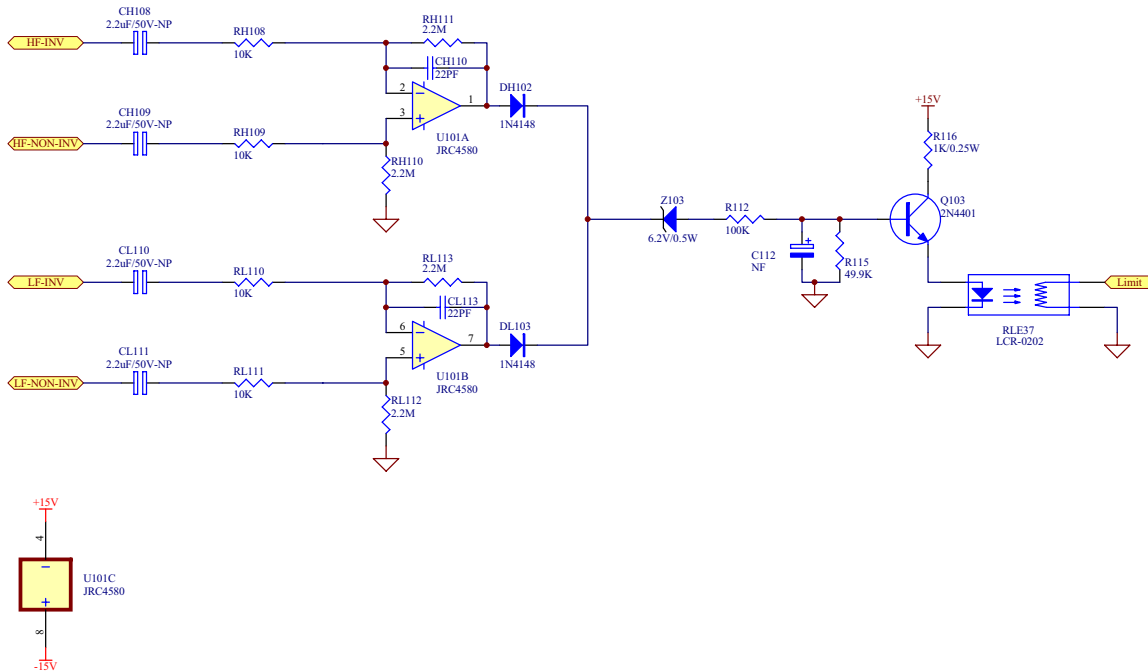 CH108
2.2uF/50V-NP
HF-INV
RH108
10K
RH111
2.2M
CH110
22PF
2
3
1
U101A
JRC4580
DH102
1N4148
CH109
2.2uF/50V-NP
HF-NON-INV
RH109
10K
RH110
2.2M
+15V
R116
1K/0.25W
Q103
2N4401
Z103
6.2V/0.5W
R112
100K
C112
NF
+
R115
49.9K
CL110
2.2uF/50V-NP
LF-INV
RL110
10K
RL113
2.2M
CL113
22PF
6
5
7
U101B
JRC4580
DL103
1N4148
Limit
RLE37
LCR-0202
CL111
2.2uF/50V-NP
LF-NON-INV
RL111
10K
RL112
2.2M
+15V
4
U101C
JRC4580
8
-15V